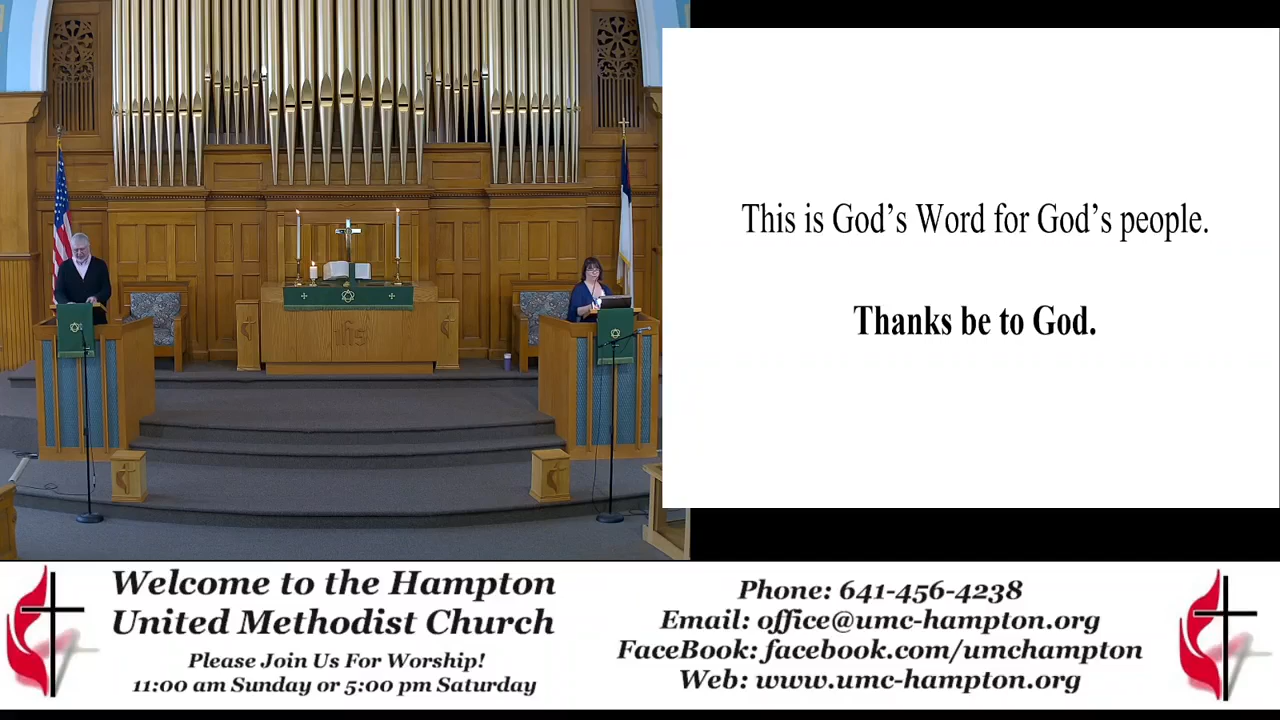 This is God's Word for God's people.
Thanks be to God.
IHS
Welcome to the Hampton
United Methodist Church
Please Join Us For Worship!
11:00 am Sunday or 5:00 pm Saturday
Phone: 641-456-4238
Email: office@umc-hampton.org
FaceBook: facebook.com/umchampton
Web: www.umc-hampton.org